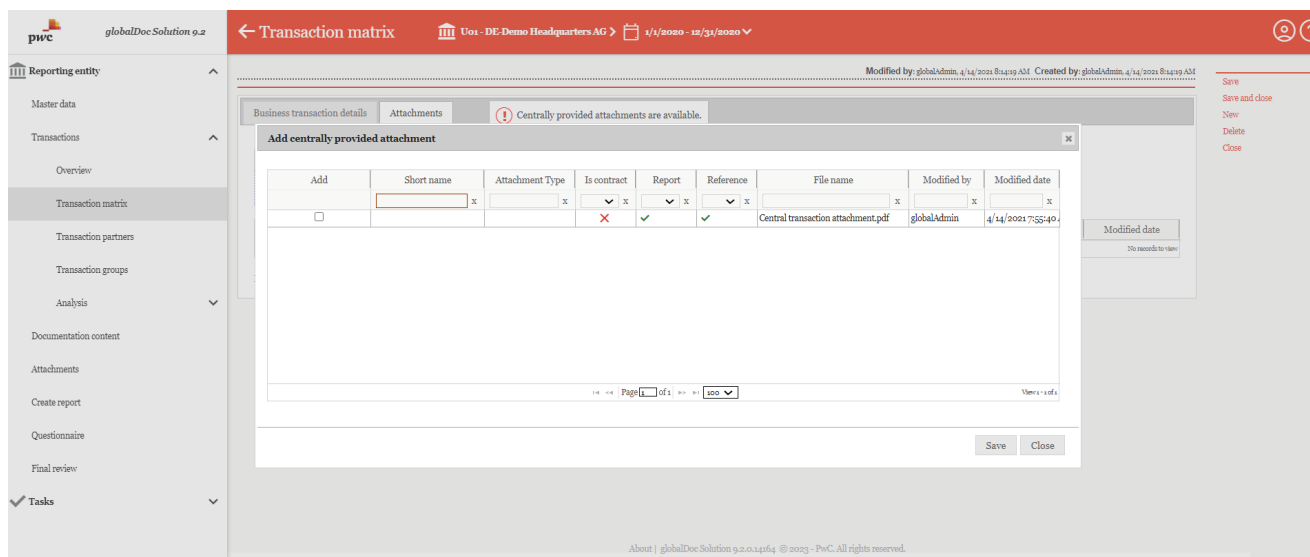 pwc
globalDoc Solution 9.2
Transaction matrix
U01 - DE-Demo Headquarters AG
1/1/2020 - 12/31/2020
Reporting entity
Master data
Transactions
Overview
Transaction matrix
Transaction partners
Transaction groups
Analysis
Documentation content
Attachments
Create report
Questionnaire
Final review
Tasks
Modified by: globalAdmin, 4/14/2021 8:14:19 AM Created by: globalAdmin, 4/14/2021 8:14:19 AM
Save
Save and close
New
Delete
Close
Business transaction details Attachments Centrally provided attachments are available.
Add centrally provided attachment x
Add Short name Attachment Type Is contract Report Reference File name Modified by Modified date
x x x x x x x x
Central transaction attachment.pdf globalAdmin 4/14/2021 7:55:40
Modified date
No records to view
Page 1 of 1 100 View 1 - 1 of 1
Save Close
About | globalDoc Solution 9.2.0.14164 © 2023 - PwC. All rights reserved.